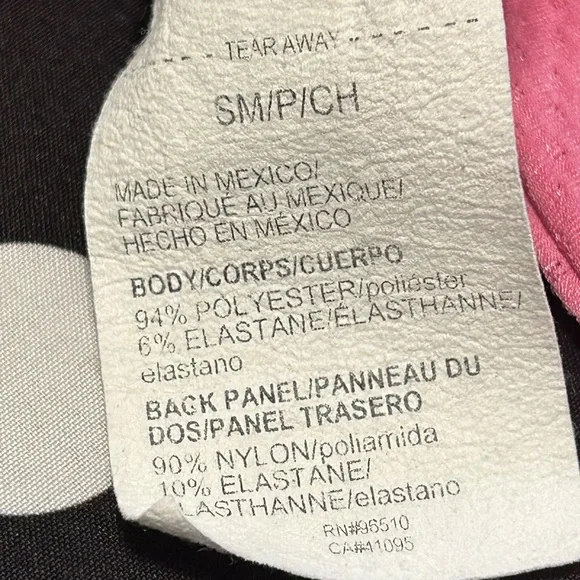 TEAR AWAY
SM/P/CH
MADE IN MEXICO/
FABRIQUÉ AU MEXIQUE/
HECHO EN MÉXICO
BODY/CORPS/CUERPO
94% POLYESTER/poliéster
6% ELASTANE/ÉLASTHANNE/
elastano
BACK PANEL/PANNEAU DU
DOS/PANEL TRASERO
90% NYLON/poliamida
10% ELASTANE/
LASTHANNE/elastano
RN#95510
CA#41095